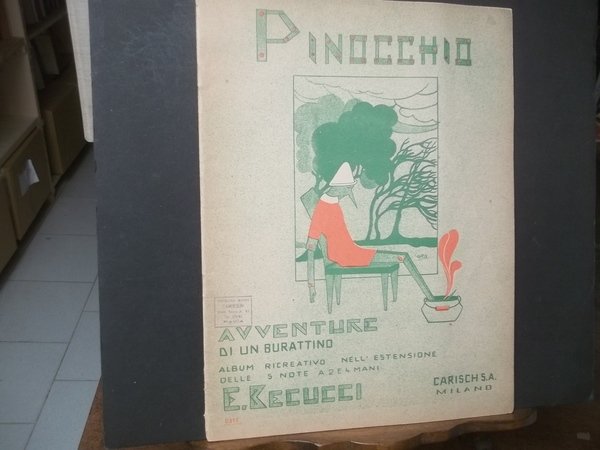 PINOCCHIO
AVVENTURE
DI UN BURATTINO
ALBUM RICREATIVO NELL'ESTENSIONE
DELLE 5 NOTE A 2 E 4 MANI
E. BECUCCI
CARISCH S.A.
MILANO